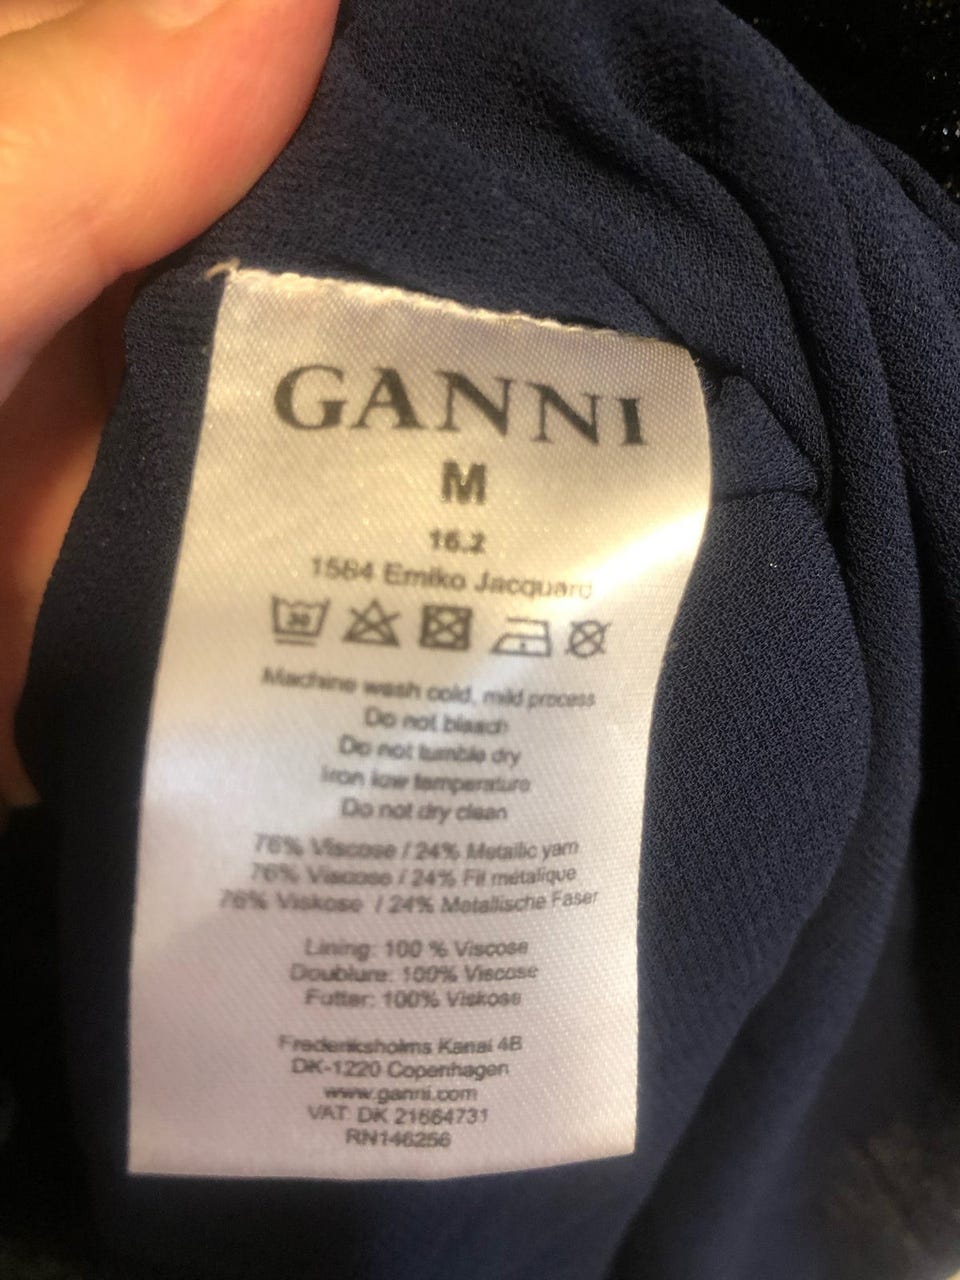 GANNI
M
16.2
1564 Emiko Jacquard
30
Machine wash cold, mild process
Do not bleach
Do not tumble dry
Iron low temperature
Do not dry clean
76% Viscose / 24% Metallic yarn
76% Viscose / 24% Fil métalique
76% Viskose / 24% Metallische Faser
Lining: 100 % Viscose
Doublure: 100% Viscose
Futter: 100% Viskose
Frederiksholms Kanal 4B
DK-1220 Copenhagen
www.ganni.com
VAT: DK 21664731
RN146256